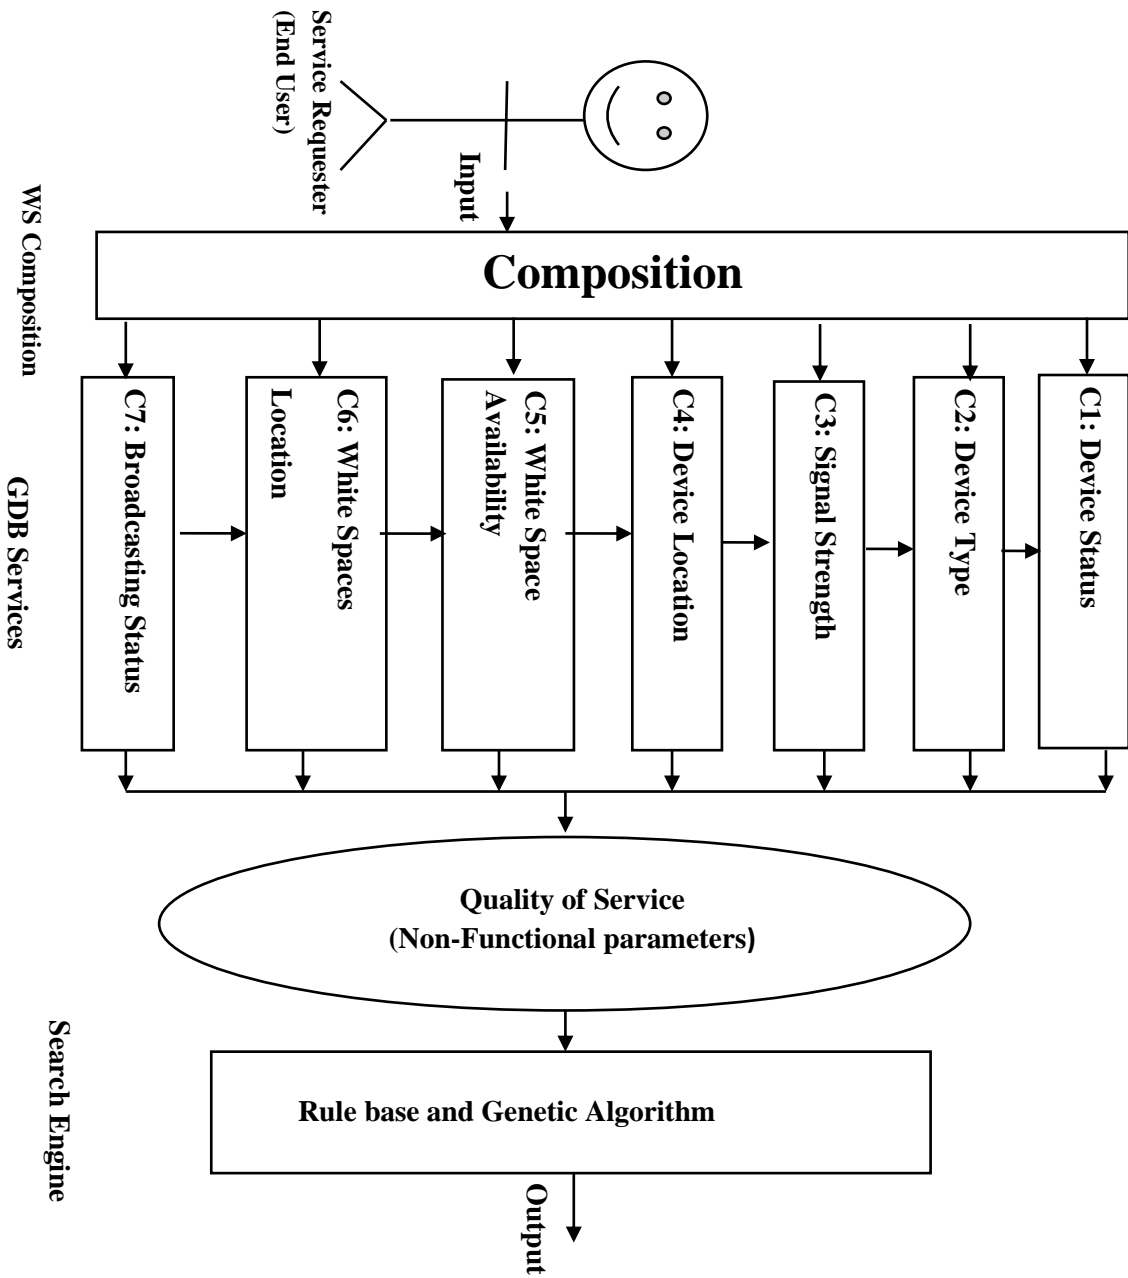 Service Requester
(End User)
Input
WS Composition
Composition
GDB Services
C7: Broadcasting Status
C6: White Spaces
Location
C5: White Space
Availability
C4: Device Location
C3: Signal Strength
C2: Device Type
C1: Device Status
Quality of Service
(Non-Functional parameters)
Search Engine
Rule base and Genetic Algorithm
Output